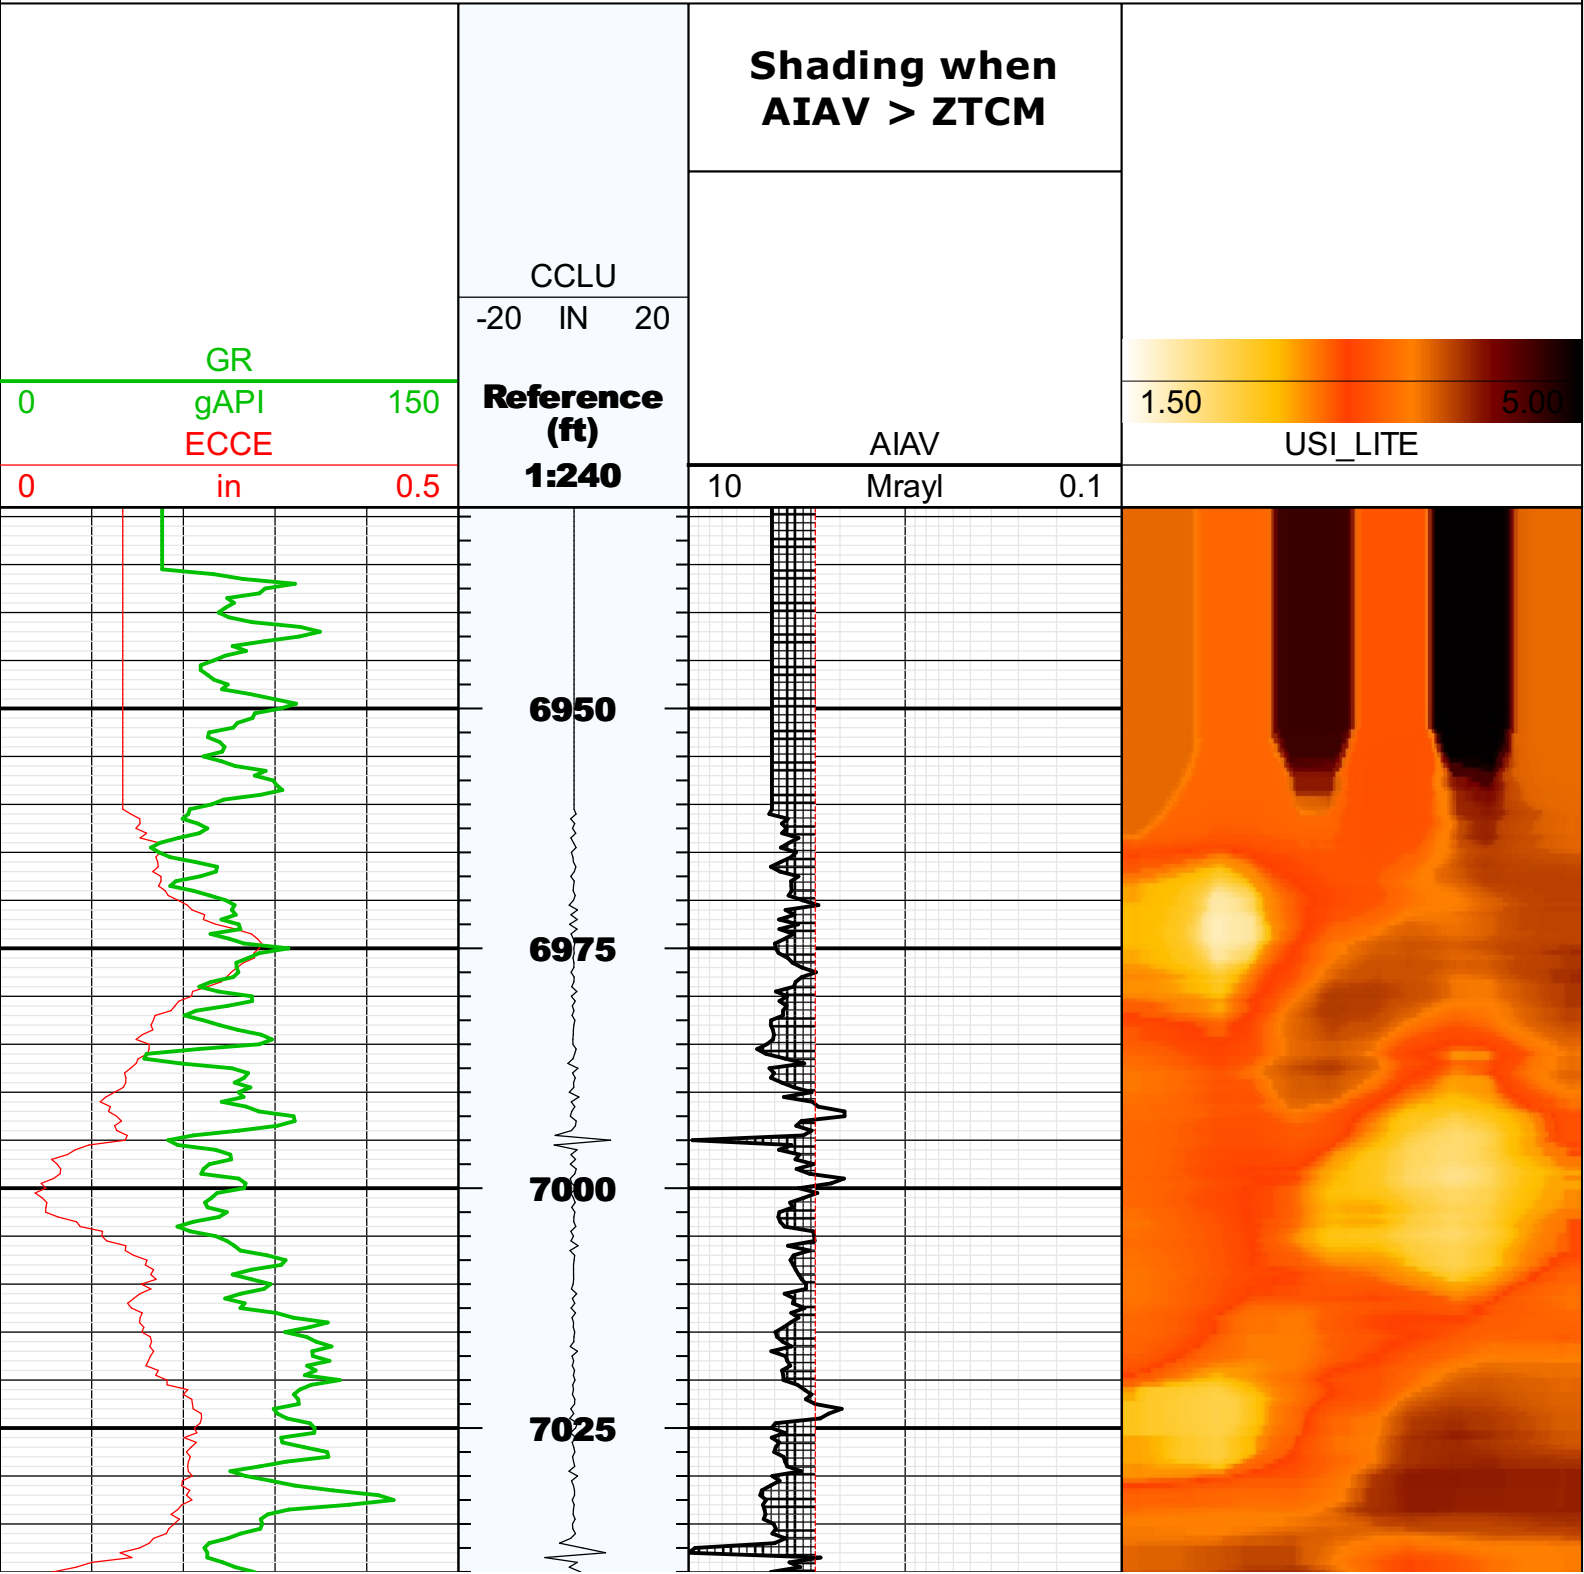 Shading when
AIAV > ZTCM
CCLU
-20 IN 20
GR
0 gAPI 150
ECCE
0 in 0.5
Reference
(ft)
1:240
AIAV
10 Mrayl 0.1
1.50 5.00
USI_LITE
6950
6975
7000
7025